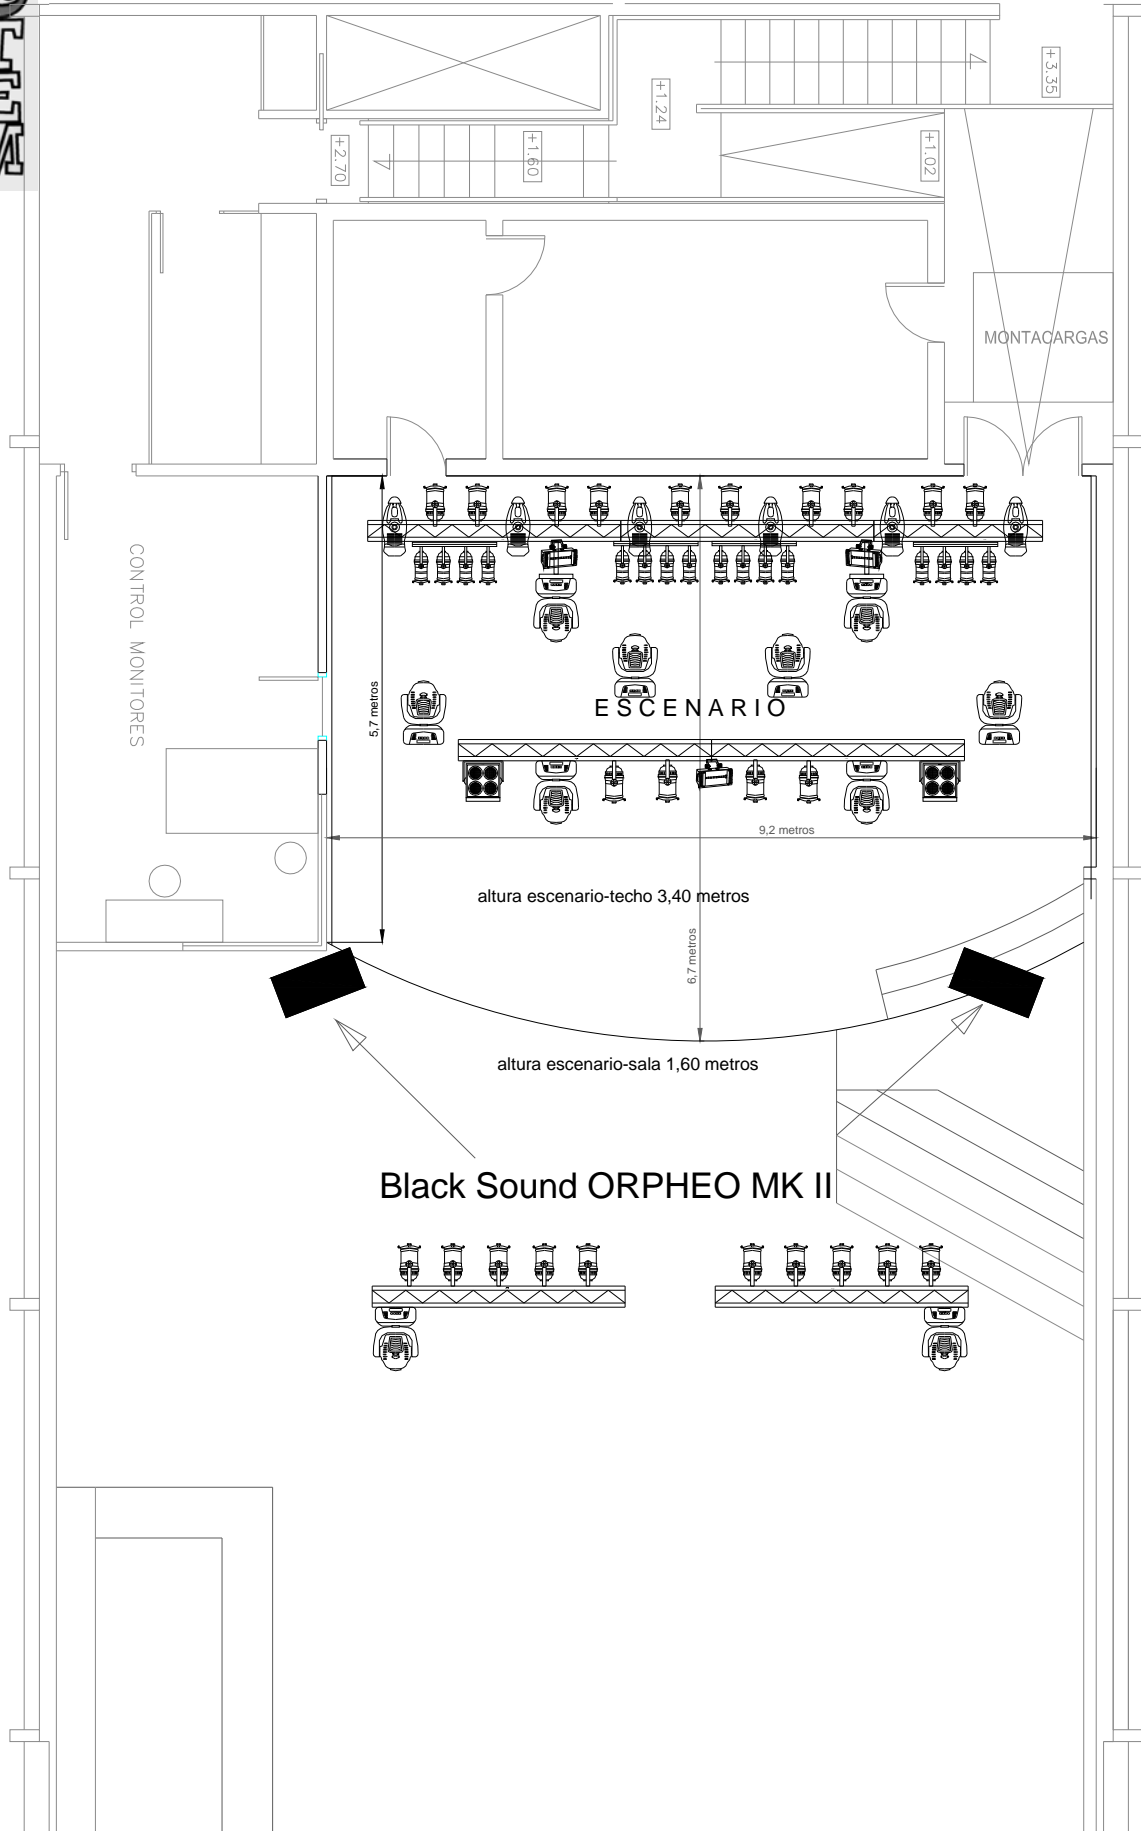 +3.35
+1.24
+2.70
+1.60
+1.02
MONTACARGAS
CONTROL MONITORES
5,7 metros
ESCENARIO
9,2 metros
altura escenario-techo 3,40 metros
6,7 metros
altura escenario-sala 1,60 metros
Black Sound ORPHEO MK II